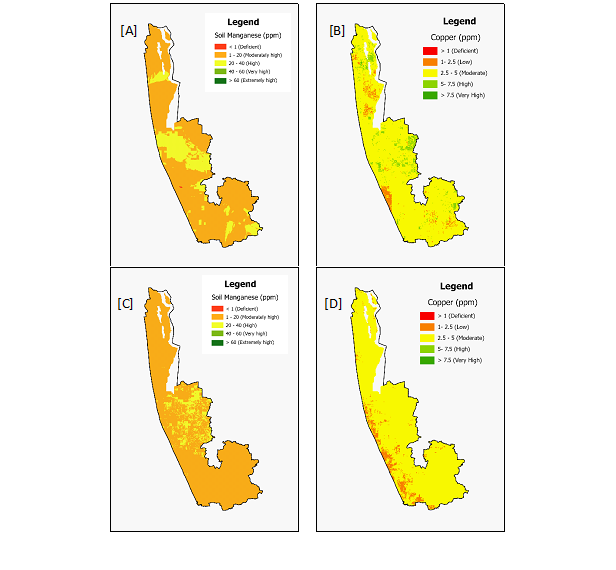 [A]
Legend
Soil Manganese (ppm)
< 1 (Deficient)
1 - 20 (Moderately high)
20 - 40 (High)
40 - 60 (Very high)
> 60 (Extremely high)
[B]
Legend
Copper (ppm)
> 1 (Deficient)
1- 2.5 (Low)
2.5 - 5 (Moderate)
5- 7.5 (High)
> 7.5 (Very High)
[C]
Legend
Soil Manganese (ppm)
< 1 (Deficient)
1 - 20 (Moderately high)
20 - 40 (High)
40 - 60 (Very high)
> 60 (Extremely high)
[D]
Legend
Copper (ppm)
> 1 (Deficient)
1- 2.5 (Low)
2.5 - 5 (Moderate)
5- 7.5 (High)
> 7.5 (Very High)